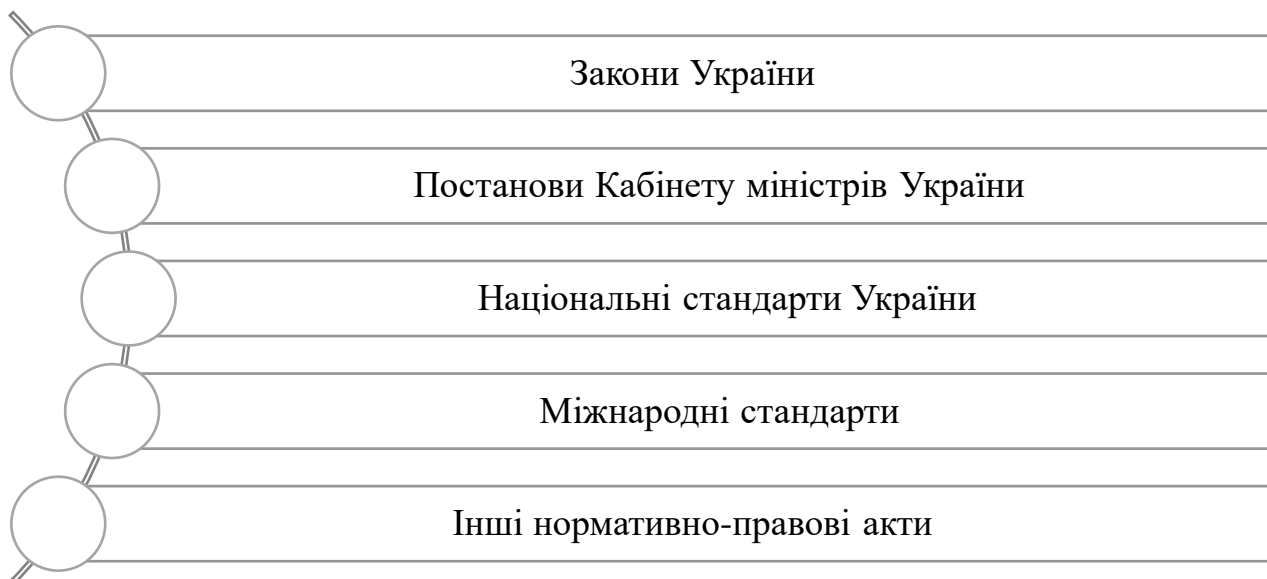 Закони України
Постанови Кабінету міністрів України
Національні стандарти України
Міжнародні стандарти
Інші нормативно-правові акти